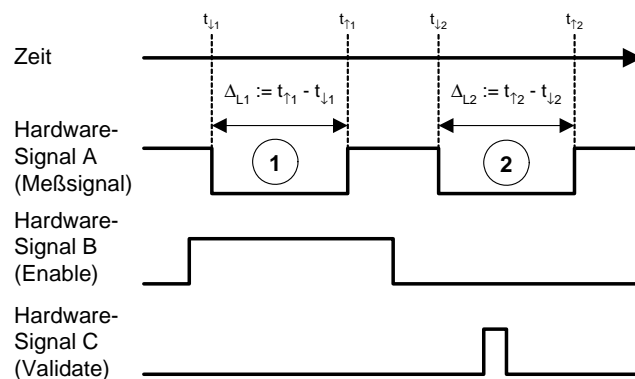 t↓1 t↑1 t↓2 t↑2
Zeit
ΔL1 := t↑1 - t↓1 ΔL2 := t↑2 - t↓2
Hardware-
Signal A
(Meßsignal)
1 2
Hardware-
Signal B
(Enable)
Hardware-
Signal C
(Validate)